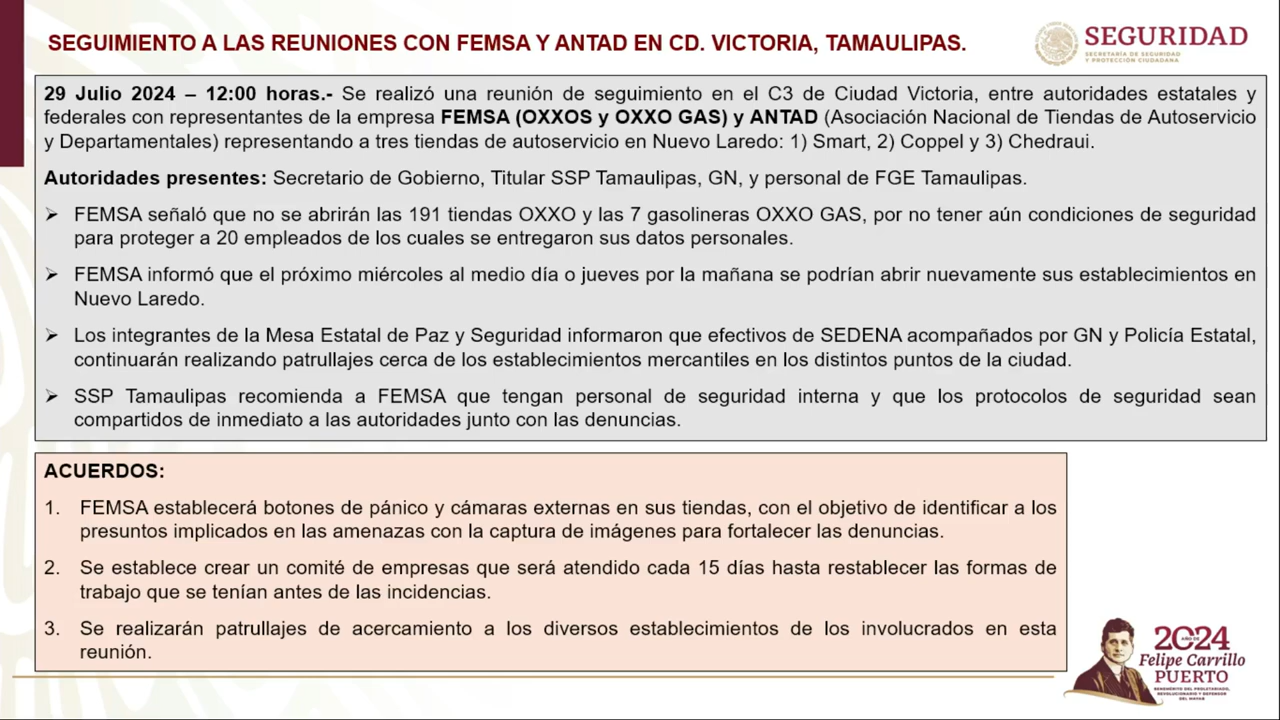 SEGUIMIENTO A LAS REUNIONES CON FEMSA Y ANTAD EN CD. VICTORIA, TAMAULIPAS.
SEGURIDAD
SECRETARÍA DE SEGURIDAD
Y PROTECCIÓN CIUDADANA
29 Julio 2024 – 12:00 horas.- Se realizó una reunión de seguimiento en el C3 de Ciudad Victoria, entre autoridades estatales y
federales con representantes de la empresa FEMSA (OXXOS y OXXO GAS) y ANTAD (Asociación Nacional de Tiendas de Autoservicio
y Departamentales) representando a tres tiendas de autoservicio en Nuevo Laredo: 1) Smart, 2) Coppel y 3) Chedraui.
Autoridades presentes: Secretario de Gobierno, Titular SSP Tamaulipas, GN, y personal de FGE Tamaulipas.
➢ FEMSA señaló que no se abrirán las 191 tiendas OXXO y las 7 gasolineras OXXO GAS, por no tener aún condiciones de seguridad
para proteger a 20 empleados de los cuales se entregaron sus datos personales.
➢ FEMSA informó que el próximo miércoles al medio día o jueves por la mañana se podrían abrir nuevamente sus establecimientos en
Nuevo Laredo.
➢ Los integrantes de la Mesa Estatal de Paz y Seguridad informaron que efectivos de SEDENA acompañados por GN y Policía Estatal,
continuarán realizando patrullajes cerca de los establecimientos mercantiles en los distintos puntos de la ciudad.
➢ SSP Tamaulipas recomienda a FEMSA que tengan personal de seguridad interna y que los protocolos de seguridad sean
compartidos de inmediato a las autoridades junto con las denuncias.
ACUERDOS:
1. FEMSA establecerá botones de pánico y cámaras externas en sus tiendas, con el objetivo de identificar a los
presuntos implicados en las amenazas con la captura de imágenes para fortalecer las denuncias.
2. Se establece crear un comité de empresas que será atendido cada 15 días hasta restablecer las formas de
trabajo que se tenían antes de las incidencias.
3. Se realizarán patrullajes de acercamiento a los diversos establecimientos de los involucrados en esta
reunión.
2024
AÑO DE
Felipe Carrillo
PUERTO
BENEMÉRITO DEL PROLETARIADO,
REVOLUCIONARIO Y DEFENSOR
DEL MAYAB